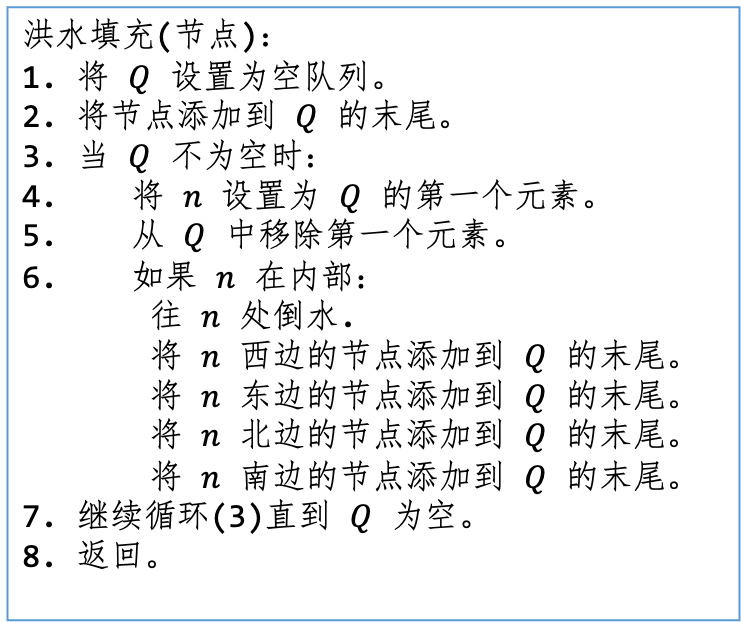 洪水填充(节点):
1. 将 Q 设置为空队列。
2. 将节点添加到 Q 的末尾。
3. 当 Q 不为空时:
4. 将 n 设置为 Q 的第一个元素。
5. 从 Q 中移除第一个元素。
6. 如果 n 在内部:
往 n 处倒水.
将 n 西边的节点添加到 Q 的末尾。
将 n 东边的节点添加到 Q 的末尾。
将 n 北边的节点添加到 Q 的末尾。
将 n 南边的节点添加到 Q 的末尾。
7. 继续循环(3)直到 Q 为空。
8. 返回。